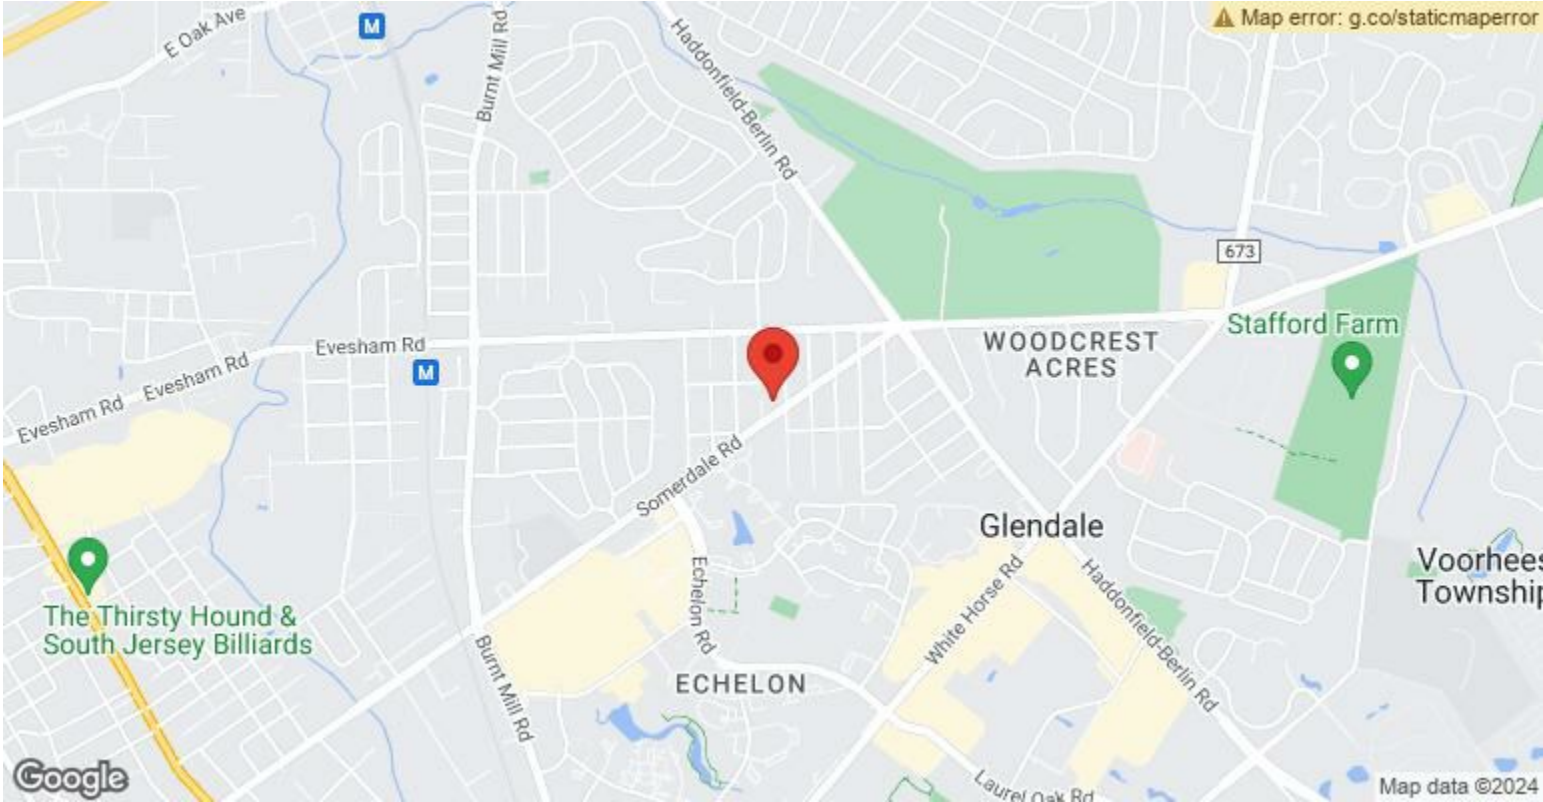 Map error: g.co/staticmaperror
E Oak Ave
M
Burnt Mill Rd
Haddonfield-Berlin Rd
673
Stafford Farm
WOODCREST
ACRES
Evesham Rd
Evesham Rd
Evesham Rd
M
Somerdale Rd
Glendale
Voorhees
Township
The Thirsty Hound &
South Jersey Billiards
Echelon Rd
White Horse Rd
Haddonfield-Berlin Rd
Burnt Mill Rd
ECHELON
Laurel Oak Rd
Google
Map data ©2024